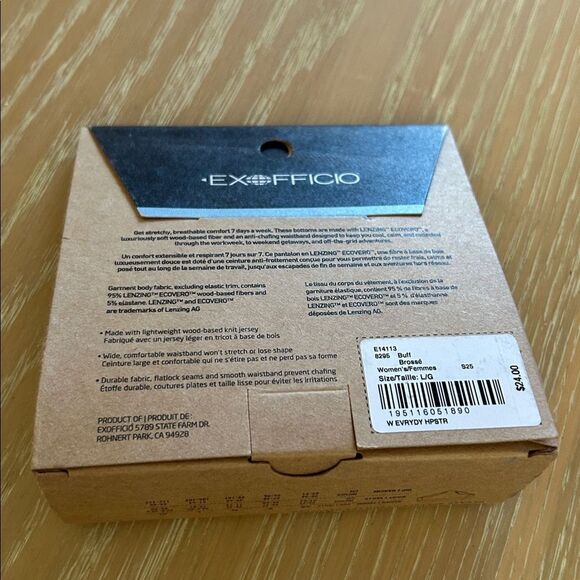 EXOFFICIO
Get stretchy, breathable comfort 7 days a week. These bottoms are made with LENZING™ ECOVERO™, a
luxuriously soft wood-based fiber and an anti-chafing waistband designed to keep you cool, calm, and collected
through the workweek, to weekend getaways, and off-the-grid adventures.
Un confort extensible et respirant 7 jours sur 7. Ce pantalon en LENZING™ ECOVERO™, une fibre à base de bois
luxueusement douce est doté d'une ceinture anti-frottement conçue pour vous permettre de rester frais, calme et
posé tout au long de la semaine de travail, jusqu'aux escapades de fin de semaine et aux aventures hors réseau.
Garment body fabric, excluding elastic trim, contains
95% LENZING™ ECOVERO™ wood-based fibers and
5% elastane. LENZING™ and ECOVERO™
are trademarks of Lenzing AG
Le tissu du corps du vêtement, à l'exclusion de la
garniture élastique, contient 95 % de fibres à base de
bois LENZING™ ECOVERO™ et 5 % d'élasthanne.
LENZING™ et ECOVERO™ sont des marques
déposées de Lenzing AG.
• Made with lightweight wood-based knit jersey
Fabriqué avec un jersey léger en tricot à base de bois
• Wide, comfortable waistband won't stretch or lose shape
Ceinture large et confortable qui ne s'étire pas et ne perd pas sa forme
• Durable fabric, flatlock seams and smooth waistband prevent chafing
Étoffe durable, coutures plates et taille lisse pour éviter les irritations
PRODUCT OF | PRODUIT DE :
EXOFFICIO 5789 STATE FARM DR.
ROHNERT PARK, CA 94928
E14113
8295 Buff
Brossé
Women's/Femmes S25
Size/Taille: L/G
195116051890
W EVRYDY HPSTR
$24.00